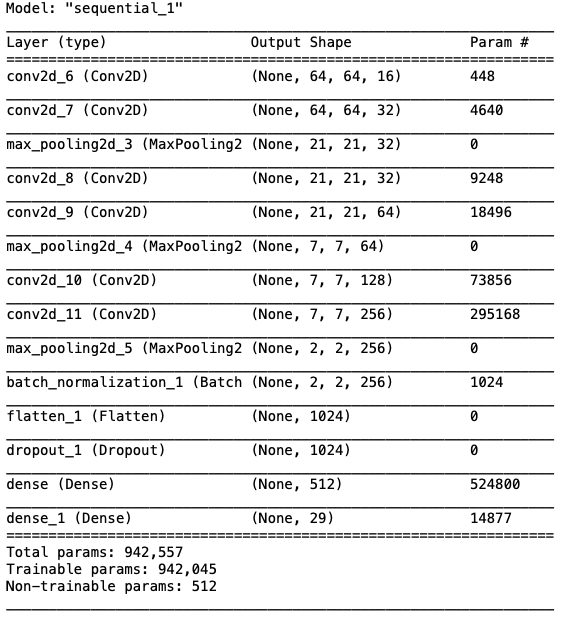 Model: "sequential_1"
Layer (type) Output Shape Param #
conv2d_6 (Conv2D) (None, 64, 64, 16) 448
conv2d_7 (Conv2D) (None, 64, 64, 32) 4640
max_pooling2d_3 (MaxPooling2 (None, 21, 21, 32) 0
conv2d_8 (Conv2D) (None, 21, 21, 32) 9248
conv2d_9 (Conv2D) (None, 21, 21, 64) 18496
max_pooling2d_4 (MaxPooling2 (None, 7, 7, 64) 0
conv2d_10 (Conv2D) (None, 7, 7, 128) 73856
conv2d_11 (Conv2D) (None, 7, 7, 256) 295168
max_pooling2d_5 (MaxPooling2 (None, 2, 2, 256) 0
batch_normalization_1 (Batch (None, 2, 2, 256) 1024
flatten_1 (Flatten) (None, 1024) 0
dropout_1 (Dropout) (None, 1024) 0
dense (Dense) (None, 512) 524800
dense_1 (Dense) (None, 29) 14877
Total params: 942,557
Trainable params: 942,045
Non-trainable params: 512